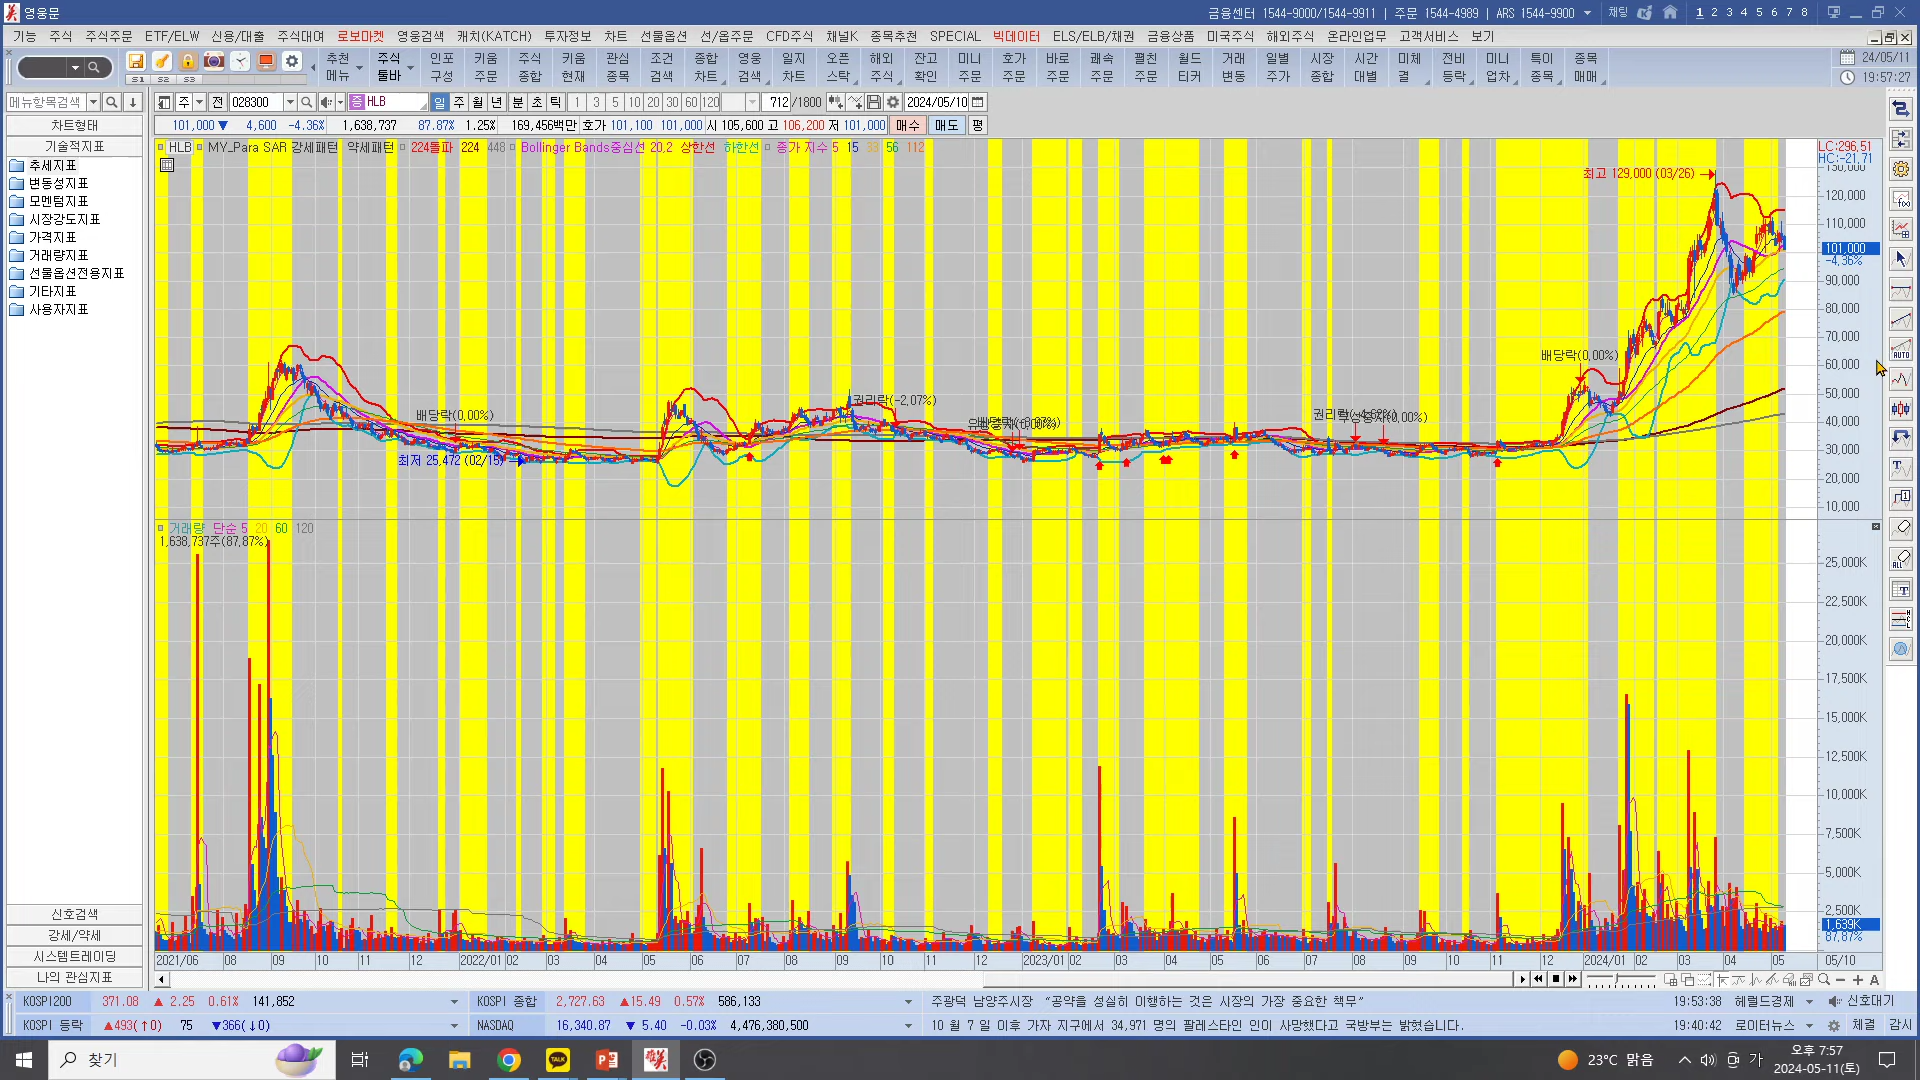 영웅문
금융센터 1544-9000/1544-9911 | 주문 1544-4989 | ARS 1544-9900 채팅 1 2 3 4 5 6 7 8
기능 주식 주식주문 ETF/ELW 신용/대출 주식대여 로보마켓 영웅검색 캐치(KATCH) 투자정보 차트 선물옵션 선/옵주문 CFD주식 채널K 종목추천 SPECIAL 빅데이터 ELS/ELB/채권 금융상품 미국주식 해외주식 온라인업무 고객서비스 보기
추천 주식 인포 키움 주식 키움 관심 조건 종합 영웅 일지 오픈 해외 잔고 미니 호가 바로 쾌속 펼친 월드 거래 일별 시장 시간 미체 전비 미니 특이 종목
메뉴 툴바 구성 주문 종합 현재 종목 검색 차트 검색 차트 스탁 주식 확인 주문 주문 주문 주문 주문 티커 변동 주가 종합 대별 결 등락 업차 종목 매매
S1 S2 S3
24/05/11
19:57:27
메뉴항목검색 주 전 028300 증 HLB 일 주 월 년 분 초 틱 1 3 5 10 20 30 60 120 712 /1800 2024/05/10
101,000 ▼ 4,600 -4.36% 1,638,737 87.87% 1.25% 169,456백만 호가 101,100 101,000 시 105,600 고 106,200 저 101,000 매수 매도 평
차트형태
기술적지표
추세지표
변동성지표
모멘텀지표
시장강도지표
가격지표
거래량지표
선물옵션전용지표
기타지표
사용자지표
신호검색
강세/약세
시스템트레이딩
나의 관심지표
HLB MY_Para SAR 강세패턴 약세패턴 224돌파 224 448 Bollinger Bands중심선 20,2 상한선 하한선 종가 지수 5 15 33 56 112
LC:296,51
HC:-21,71
최고 129,000 (03/26) →
130,000
120,000
110,000
101,000
-4,36%
90,000
80,000
70,000
60,000
50,000
40,000
30,000
20,000
10,000
배당락(0,00%)
최저 25,472 (02/15)
권리락(-2,07%)
배당락(0,00%)
거래량 단순 5 20 60 120
1,638,737주(87,87%)
25,000K
22,500K
20,000K
17,500K
15,000K
12,500K
10,000K
7,500K
5,000K
2,500K
1,639K
87,87%
2021/06 08 09 10 11 12 2022/01 02 03 04 05 06 07 08 09 10 11 12 2023/01 02 03 04 05 06 07 08 09 10 11 12 2024/01 02 03 04 05 05/10
KOSPI200 371.08 ▲ 2.25 0.61% 141,852 KOSPI 종합 2,727.63 ▲15.49 0.57% 586,133 주광덕 남양주시장 “공약을 성실히 이행하는 것은 시장의 가장 중요한 책무” 19:53:38 헤럴드경제 신호대기
KOSPI 등락 ▲493(↑0) 75 ▼366(↓0) NASDAQ 16,340.87 ▼ 5.40 -0.03% 4,476,380,500 10 월 7 일 이후 가자 지구에서 34,971 명의 팔레스타인 인이 사망했다고 국방부는 밝혔습니다. 19:40:42 로이터뉴스 체결 감시
찾기 TALK 23°C 맑음 가 오후 7:57
2024-05-11(토)